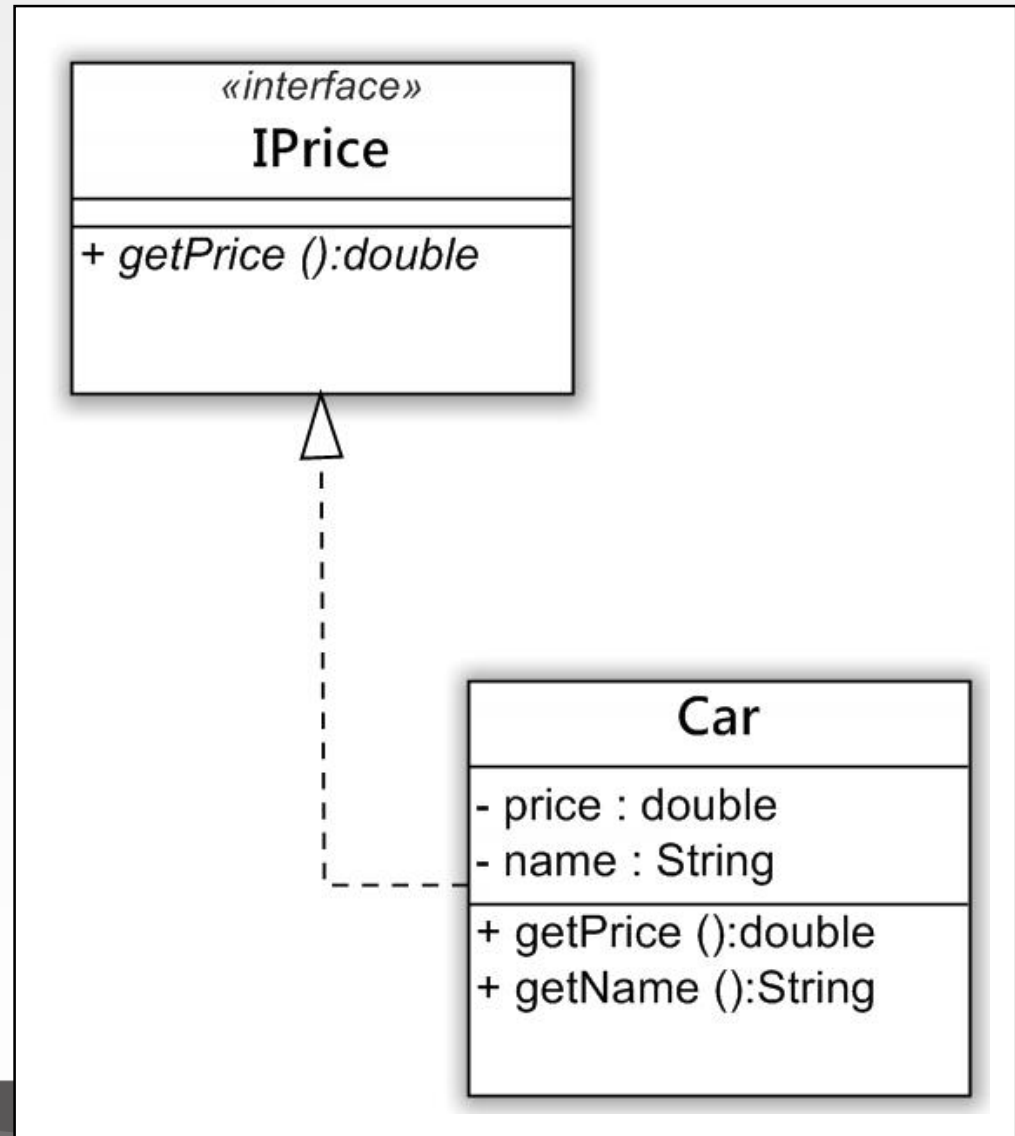 «interface»
IPrice
+ getPrice ():double
Car
- price : double
- name : String
+ getPrice ():double
+ getName ():String